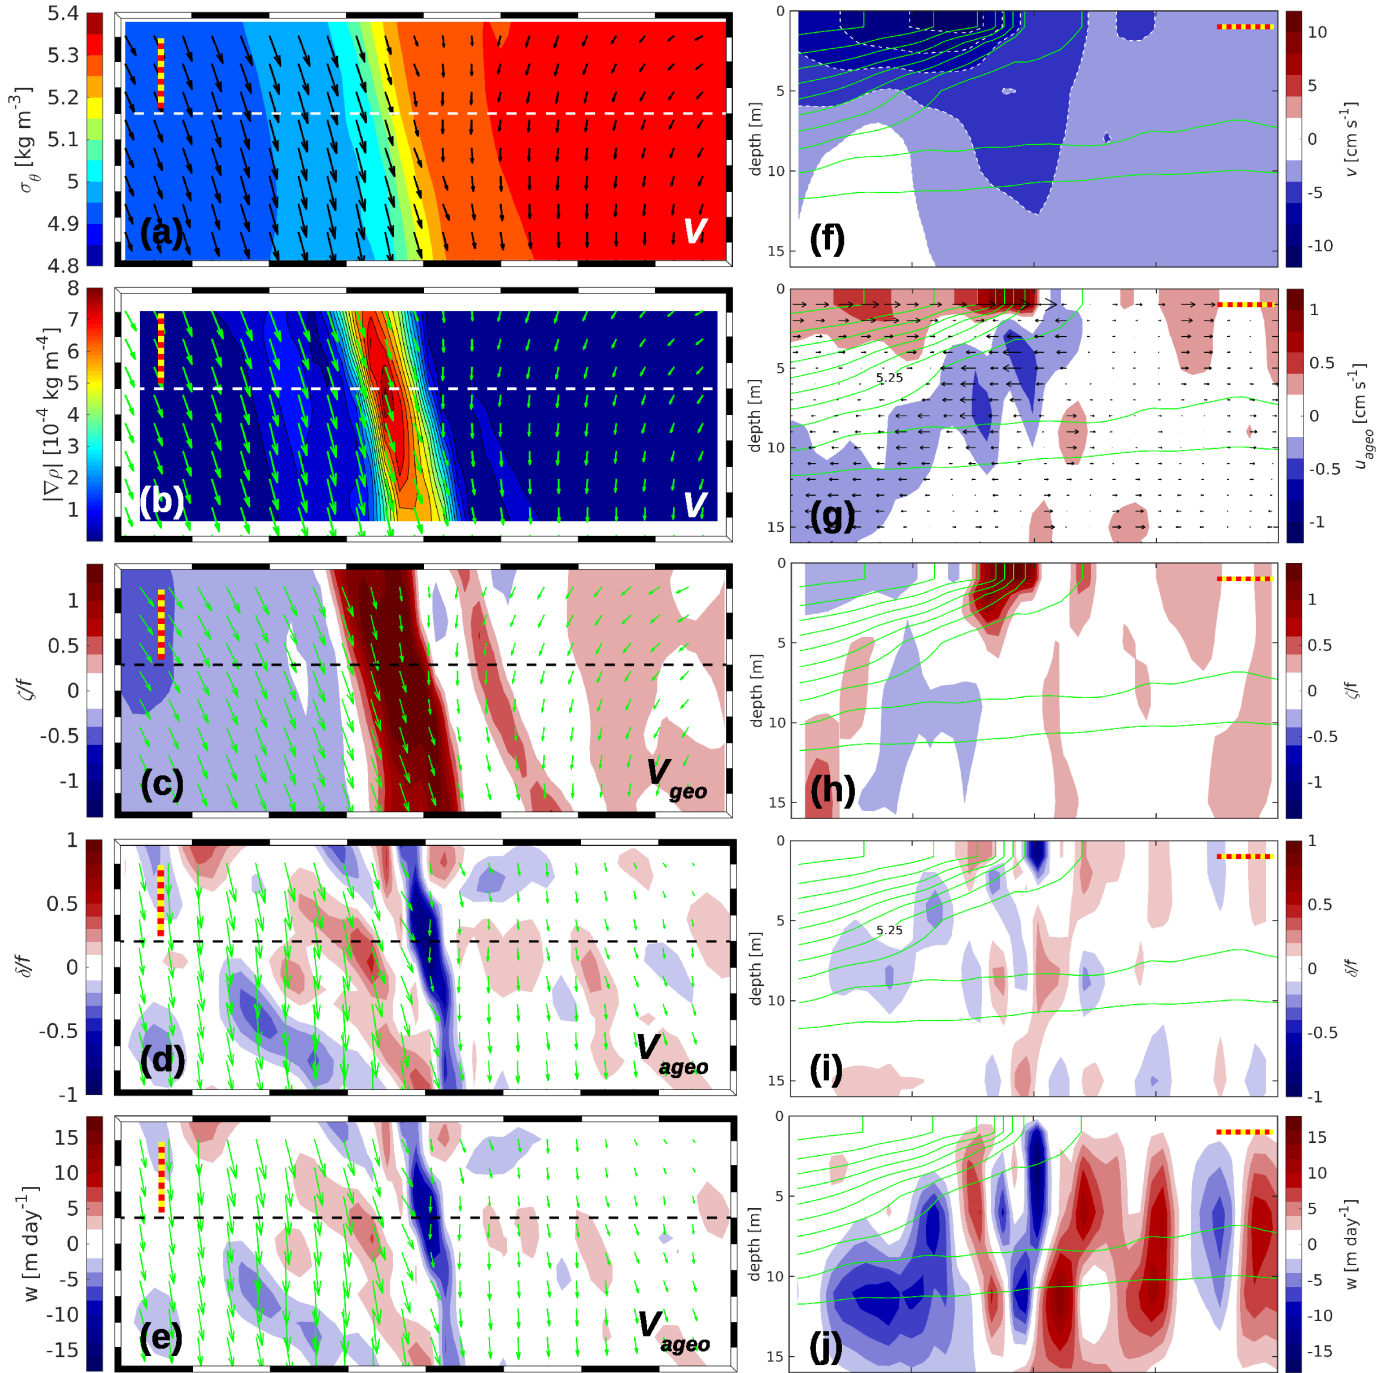 5.4
5.3
5.2
5.1
5
4.9
4.8
σθ [kg m-3]
(a)
V
8
7
6
5
4
3
2
1
|∇ρ| [10-4 kg m-4]
(b)
V
1
0.5
0
-0.5
-1
ζ/f
(c)
Vgeo
1
0.5
0
-0.5
-1
δ/f
(d)
Vageo
15
10
5
0
-5
-10
-15
w [m day-1]
(e)
Vageo
0
5
10
15
depth [m]
(f)
10
5
0
-5
-10
v [cm s-1]
0
5
10
15
depth [m]
5.25
(g)
1
0.5
0
-0.5
-1
uageo [cm s-1]
0
5
10
15
depth [m]
(h)
1
0.5
0
-0.5
-1
ζ/f
0
5
10
15
depth [m]
5.25
(i)
1
0.5
0
-0.5
-1
δ/f
0
5
10
15
depth [m]
(j)
15
10
5
0
-5
-10
-15
w [m day-1]